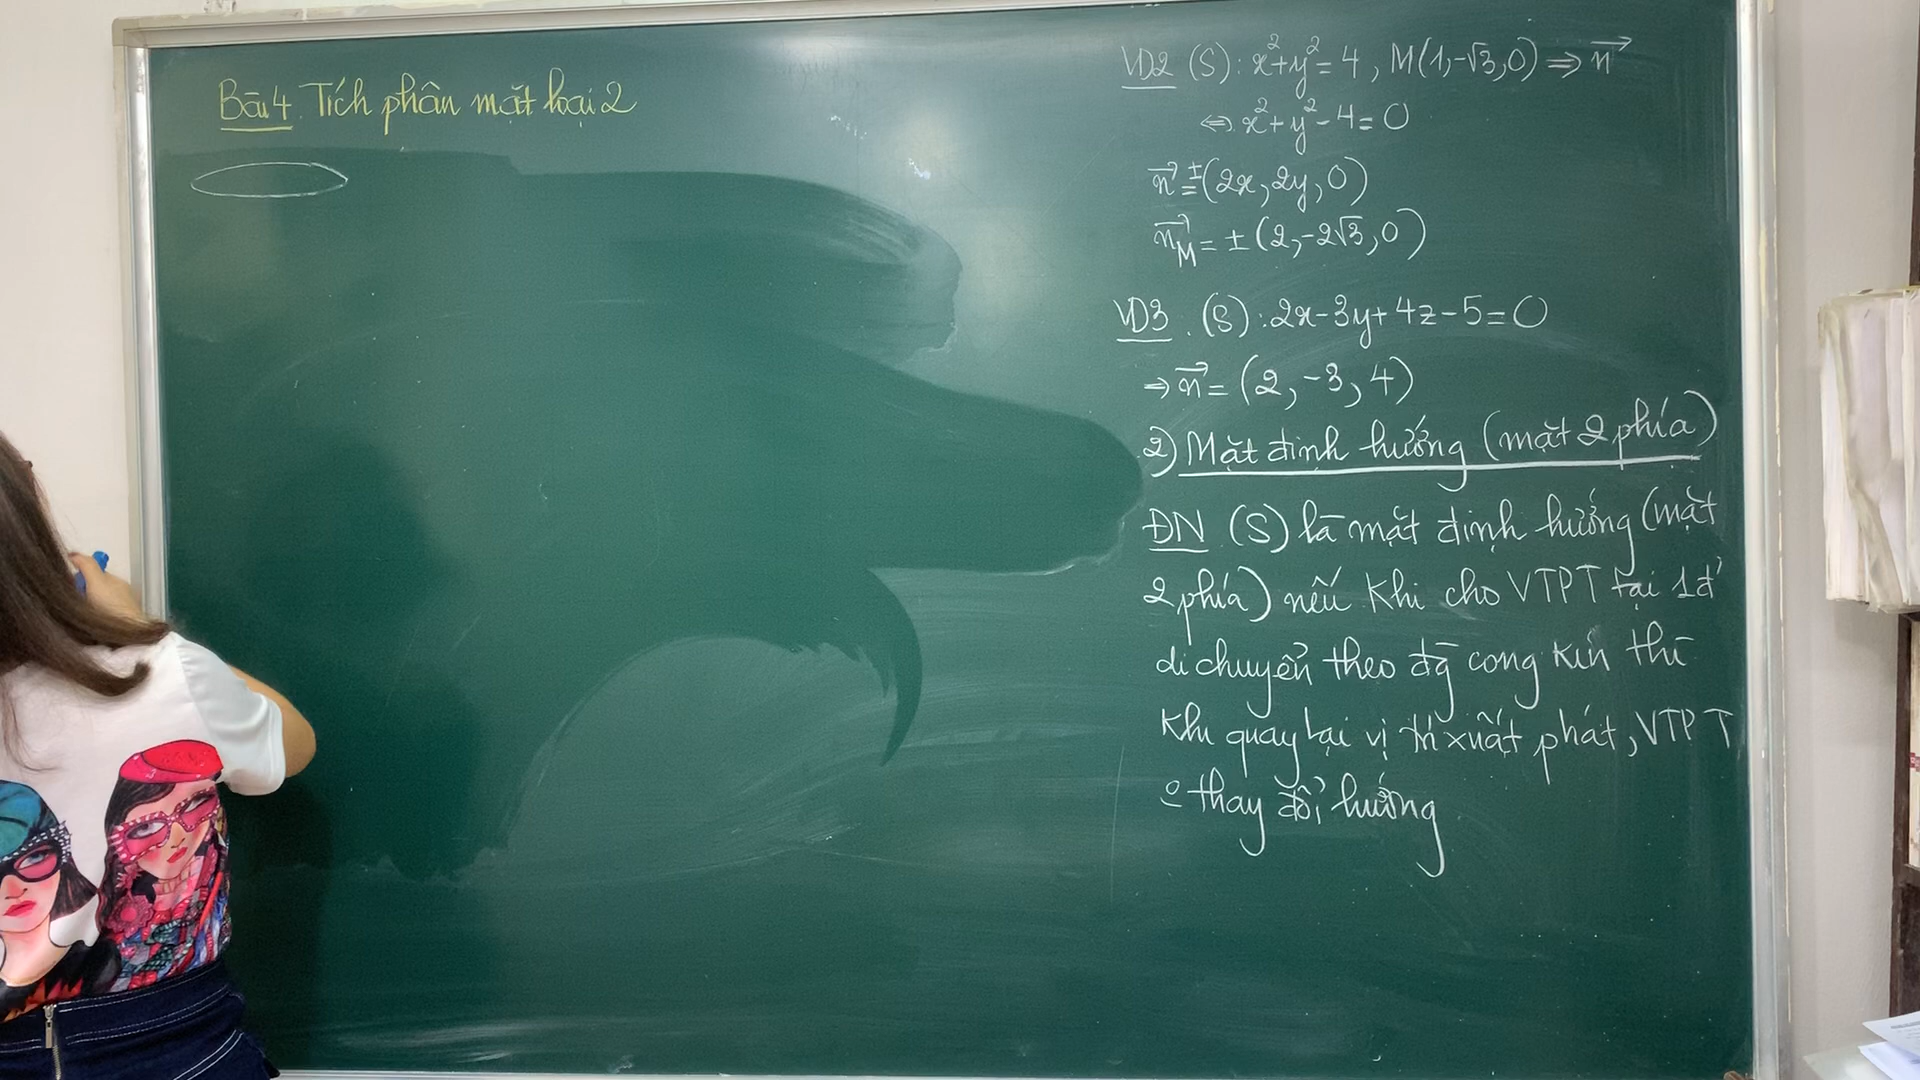 Bài 4. Tích phân mặt loại 2
VD2 (S): x²+y²=4, M(1,-√3,0) ⇒ n⃗
⇔ x²+y²-4=0
n⃗=±(2x,2y,0)
n⃗_M=±(2,-2√3,0)
VD3. (S): 2x-3y+4z-5=0
⇒ n⃗=(2,-3,4)
2) Mặt định hướng (mặt 2 phía)
ĐN (S) là mặt định hướng (mặt
2 phía) nếu khi cho VTPT tại 1đ'
di chuyển theo đg cong kín thì
khi quay lại vị trí xuất phát, VTPT
o thay đổi hướng